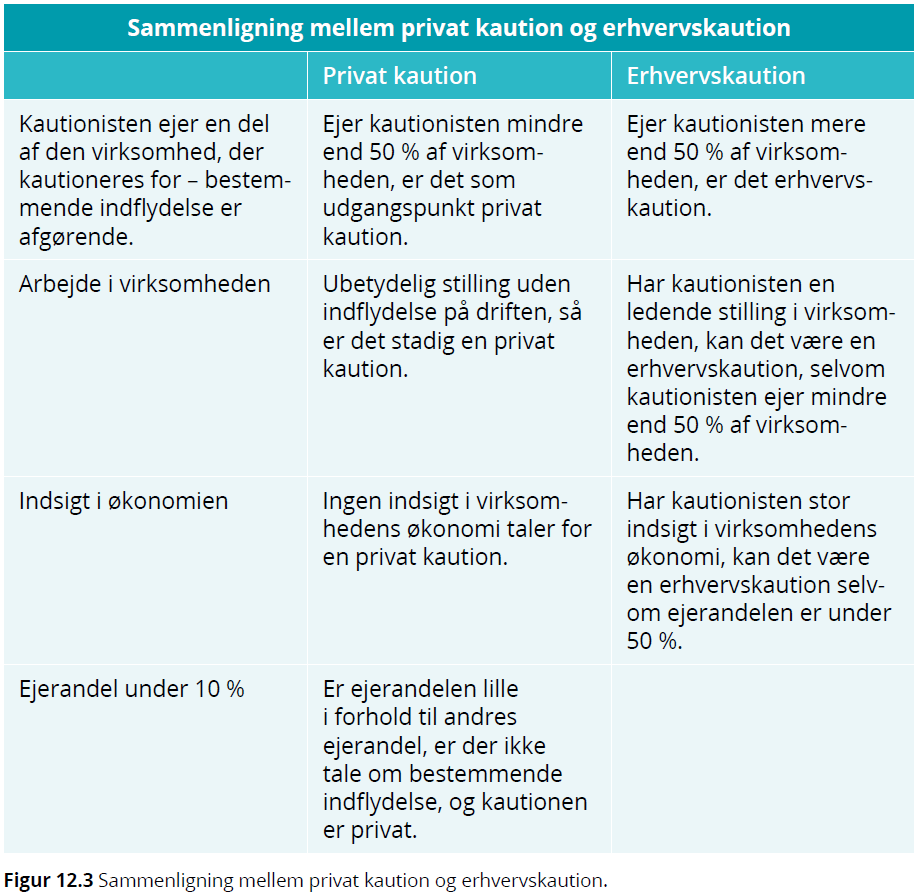 Sammenligning mellem privat kaution og erhvervskaution
Privat kaution
Erhvervskaution
Kautionisten ejer en del
af den virksomhed, der
kautioneres for – bestem-
mende indflydelse er
afgørende.
Ejer kautionisten mindre
end 50 % af virksom-
heden, er det som
udgangspunkt privat
kaution.
Ejer kautionisten mere
end 50 % af virksom-
heden, er det erhvervs-
kaution.
Arbejde i virksomheden
Ubetydelig stilling uden
indflydelse på driften, så
er det stadig en privat
kaution.
Har kautionisten en
ledende stilling i virksom-
heden, kan det være en
erhvervskaution, selvom
kautionisten ejer mindre
end 50 % af virksom-
heden.
Indsigt i økonomien
Ingen indsigt i virksom-
hedens økonomi taler for
en privat kaution.
Har kautionisten stor
indsigt i virksomhedens
økonomi, kan det være
en erhvervskaution selv-
om ejerandelen er under
50 %.
Ejerandel under 10 %
Er ejerandelen lille
i forhold til andres
ejerandel, er der ikke
tale om bestemmende
indflydelse, og kautionen
er privat.
Figur 12.3 Sammenligning mellem privat kaution og erhvervskaution.